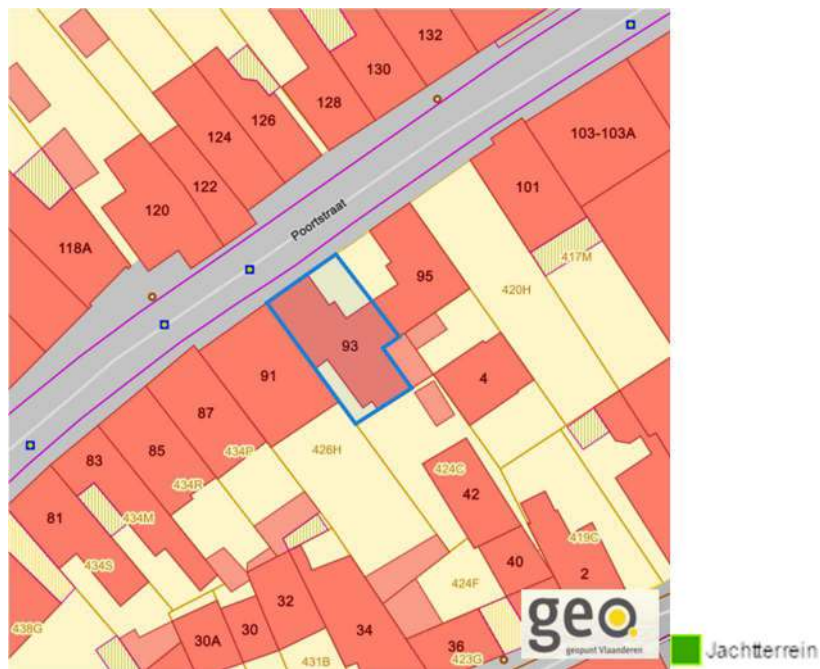 132
130
126
128
124
103-103A
122
101
120
Poortstraat
118A
417M
95
420H
93
91
4
87
434P
426H
85
83
434R
424C
42
81
434M
419C
434S
40
2
424F
32
438G
30
34
30A
36
431B
423G
geo.
geopunt Vlaanderen
Jachtterrein